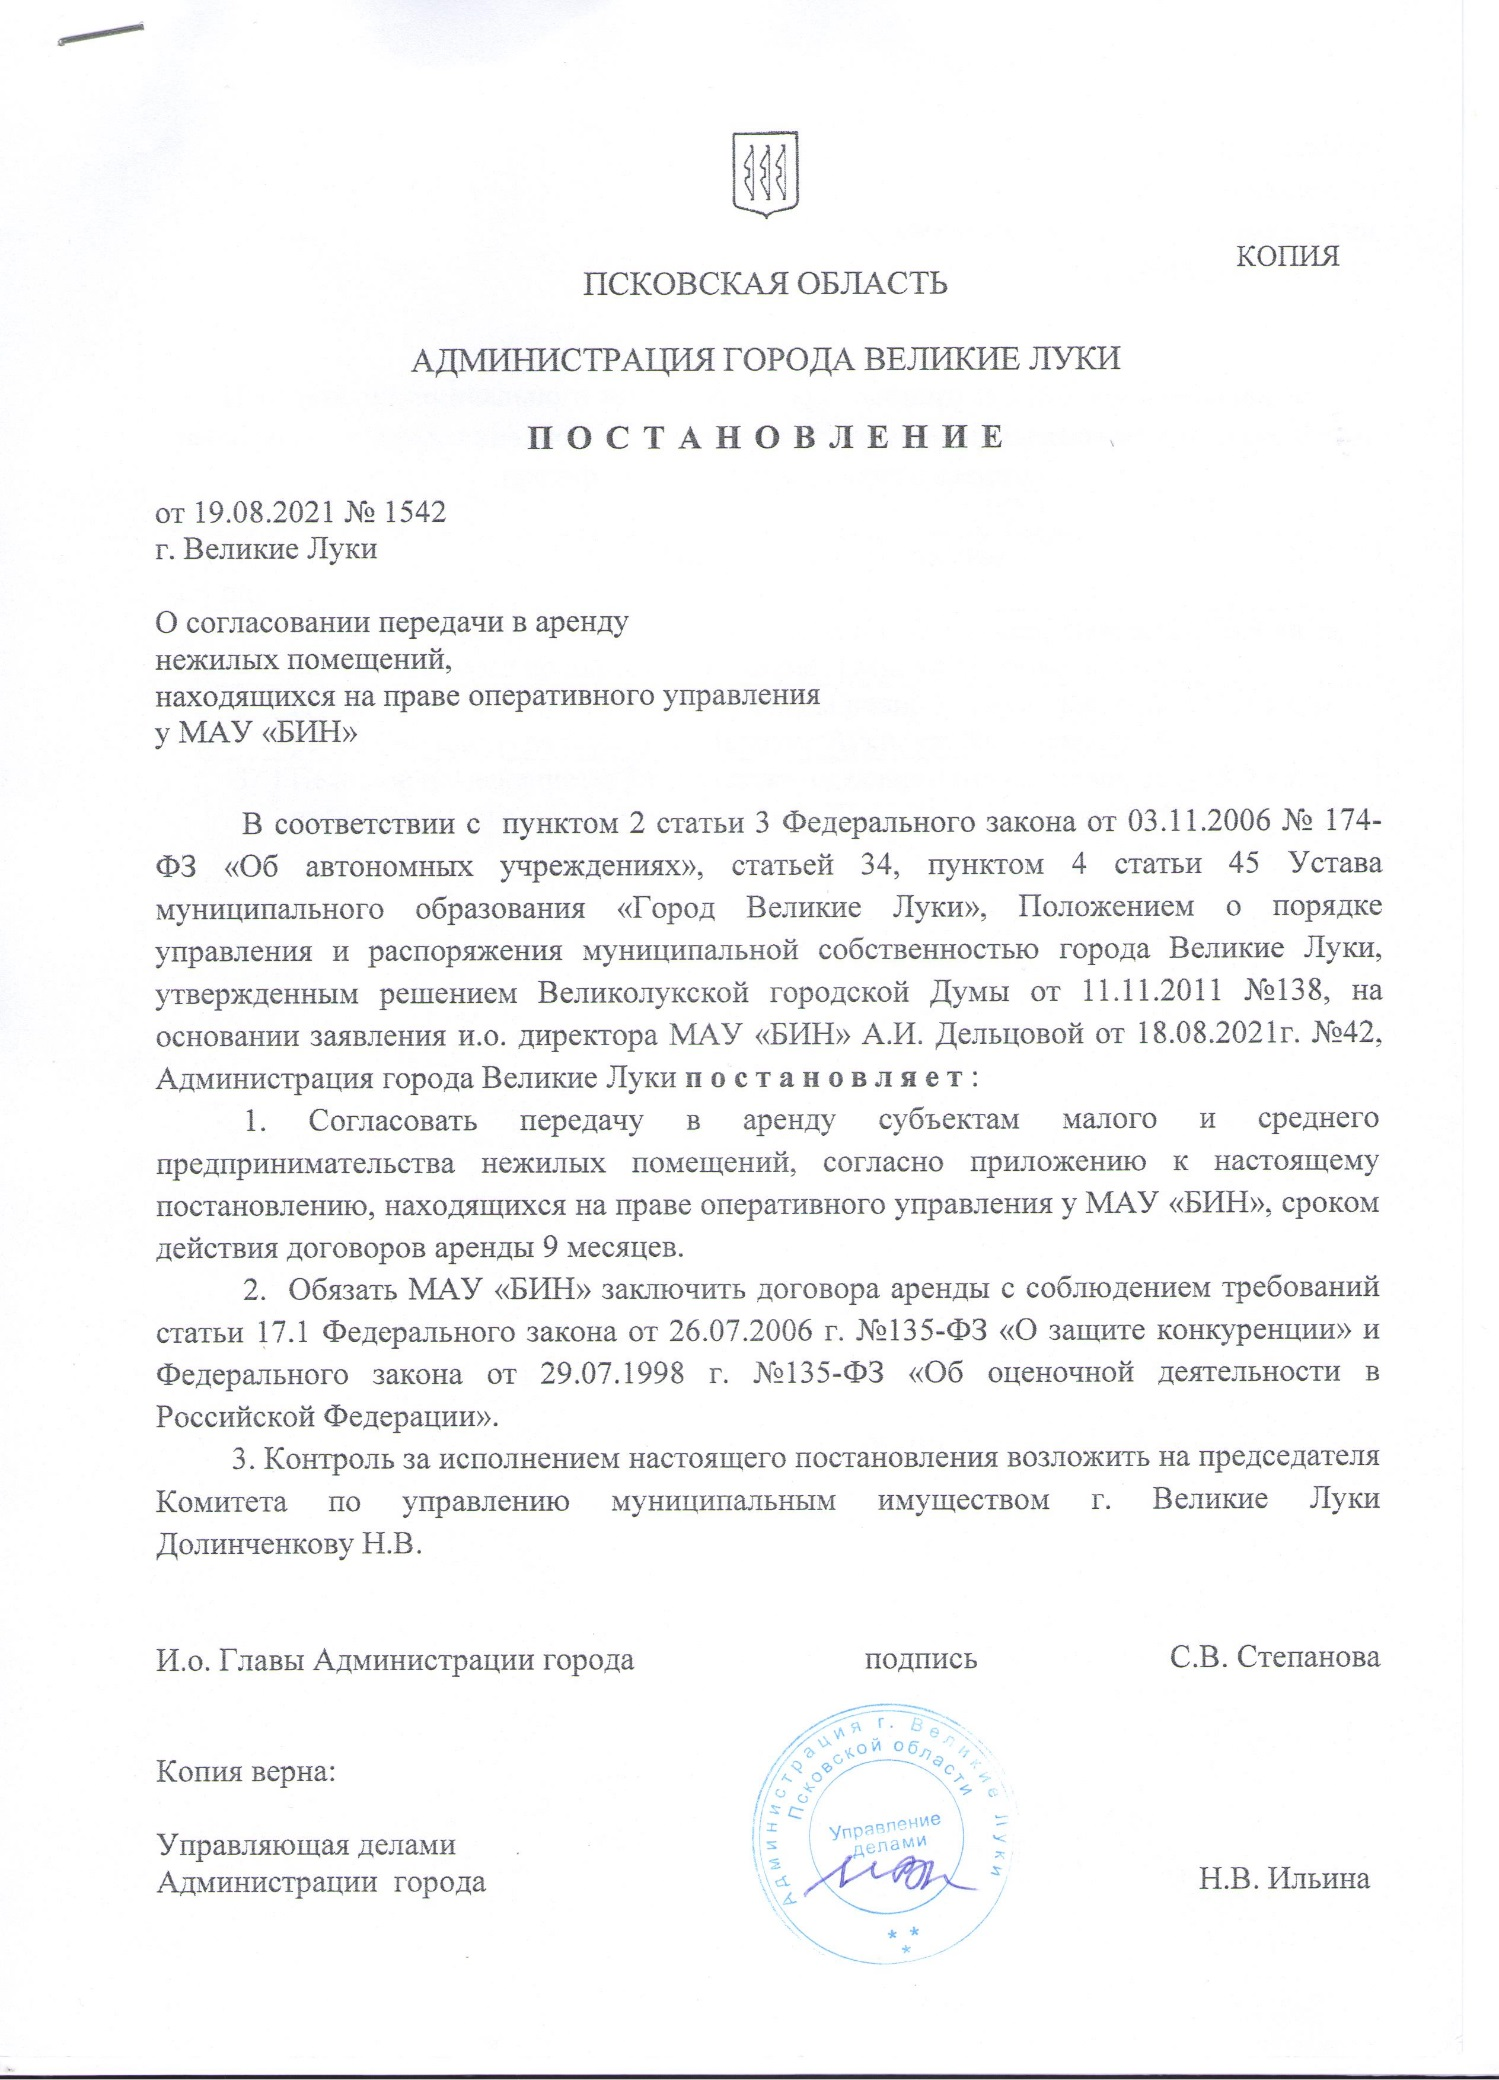 КОПИЯ
ПСКОВСКАЯ ОБЛАСТЬ
АДМИНИСТРАЦИЯ ГОРОДА ВЕЛИКИЕ ЛУКИ
П О С Т А Н О В Л Е Н И Е
от 19.08.2021 № 1542
г. Великие Луки
О согласовании передачи в аренду
нежилых помещений,
находящихся на праве оперативного управления
у МАУ «БИН»
В соответствии с пунктом 2 статьи 3 Федерального закона от 03.11.2006 № 174-
ФЗ «Об автономных учреждениях», статьей 34, пунктом 4 статьи 45 Устава
муниципального образования «Город Великие Луки», Положением о порядке
управления и распоряжения муниципальной собственностью города Великие Луки,
утвержденным решением Великолукской городской Думы от 11.11.2011 №138, на
основании заявления и.о. директора МАУ «БИН» А.И. Дельцовой от 18.08.2021г. №42,
Администрация города Великие Луки п о с т а н о в л я е т :
1. Согласовать передачу в аренду субъектам малого и среднего
предпринимательства нежилых помещений, согласно приложению к настоящему
постановлению, находящихся на праве оперативного управления у МАУ «БИН», сроком
действия договоров аренды 9 месяцев.
2. Обязать МАУ «БИН» заключить договора аренды с соблюдением требований
статьи 17.1 Федерального закона от 26.07.2006 г. №135-ФЗ «О защите конкуренции» и
Федерального закона от 29.07.1998 г. №135-ФЗ «Об оценочной деятельности в
Российской Федерации».
3. Контроль за исполнением настоящего постановления возложить на председателя
Комитета по управлению муниципальным имуществом г. Великие Луки
Долинченкову Н.В.
И.о. Главы Администрации города подпись С.В. Степанова
Администрация г. Великие Луки
Псковской области
Управление
делами
* *
*
Копия верна:
Управляющая делами
Администрации города Н.В. Ильина